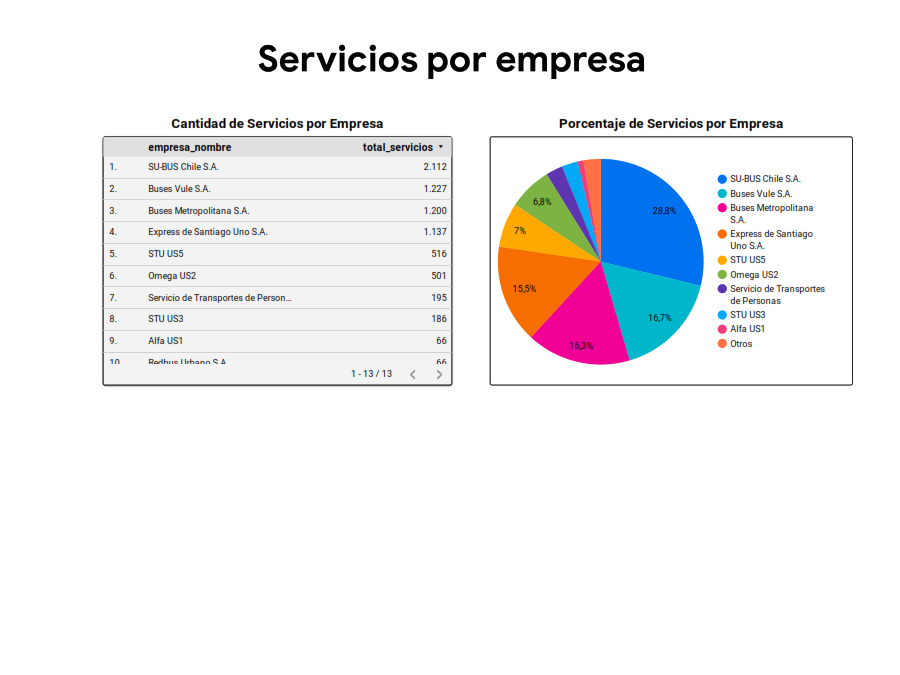 Servicios por empresa
Cantidad de Servicios por Empresa
empresa_nombre total_servicios
1. SU-BUS Chile S.A. 2.112
2. Buses Vule S.A. 1.227
3. Buses Metropolitana S.A. 1.200
4. Express de Santiago Uno S.A. 1.137
5. STU US5 516
6. Omega US2 501
7. Servicio de Transportes de Person... 195
8. STU US3 186
9. Alfa US1 66
10. Redbus Urbano S.A. 66
1 - 13 / 13
Porcentaje de Servicios por Empresa
28,8%
16,7%
16,3%
15,5%
7%
6,8%
SU-BUS Chile S.A.
Buses Vule S.A.
Buses Metropolitana
S.A.
Express de Santiago
Uno S.A.
STU US5
Omega US2
Servicio de Transportes
de Personas
STU US3
Alfa US1
Otros